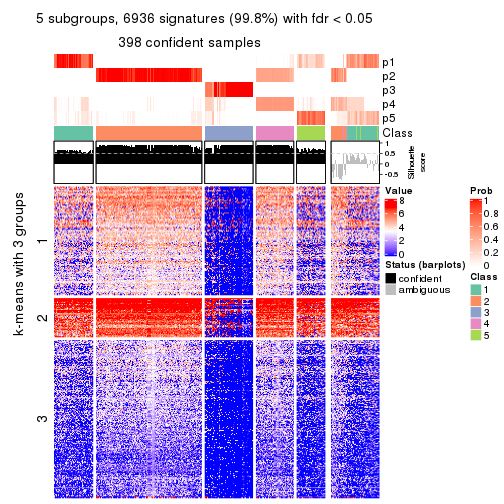 5 subgroups, 6936 signatures (99.8%) with fdr < 0.05
398 confident samples
p1
p2
p3
p4
p5
Class
1
0.5
0
-0.5
Silhouette
score
k-means with 3 groups
1
2
3
Value
8
6
4
2
0
Status (barplots)
confident
ambiguous
Prob
1
0.8
0.6
0.4
0.2
0
Class
1
2
3
4
5